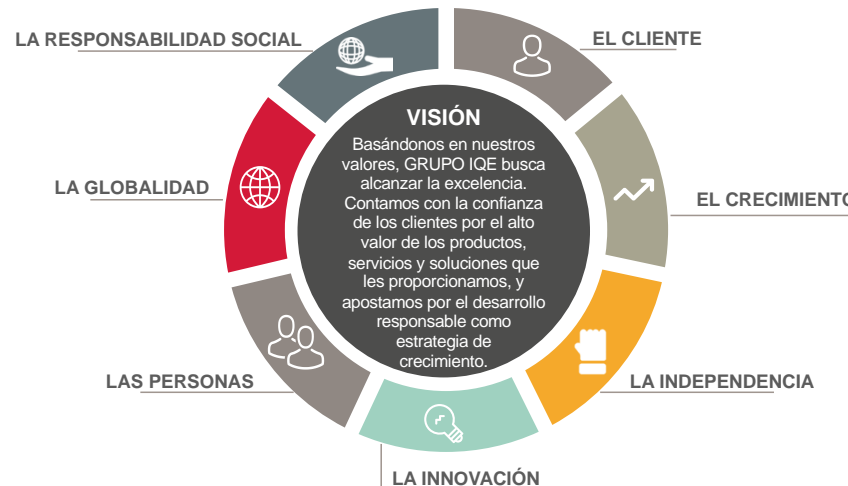 LA RESPONSABILIDAD SOCIAL
EL CLIENTE
VISIÓN
Basándonos en nuestros
valores, GRUPO IQE busca
alcanzar la excelencia.
Contamos con la confianza
de los clientes por el alto
valor de los productos,
servicios y soluciones que
les proporcionamos, y
apostamos por el desarrollo
responsable como
estrategia de
crecimiento.
LA GLOBALIDAD
EL CRECIMIENTO
LAS PERSONAS
LA INDEPENDENCIA
LA INNOVACIÓN